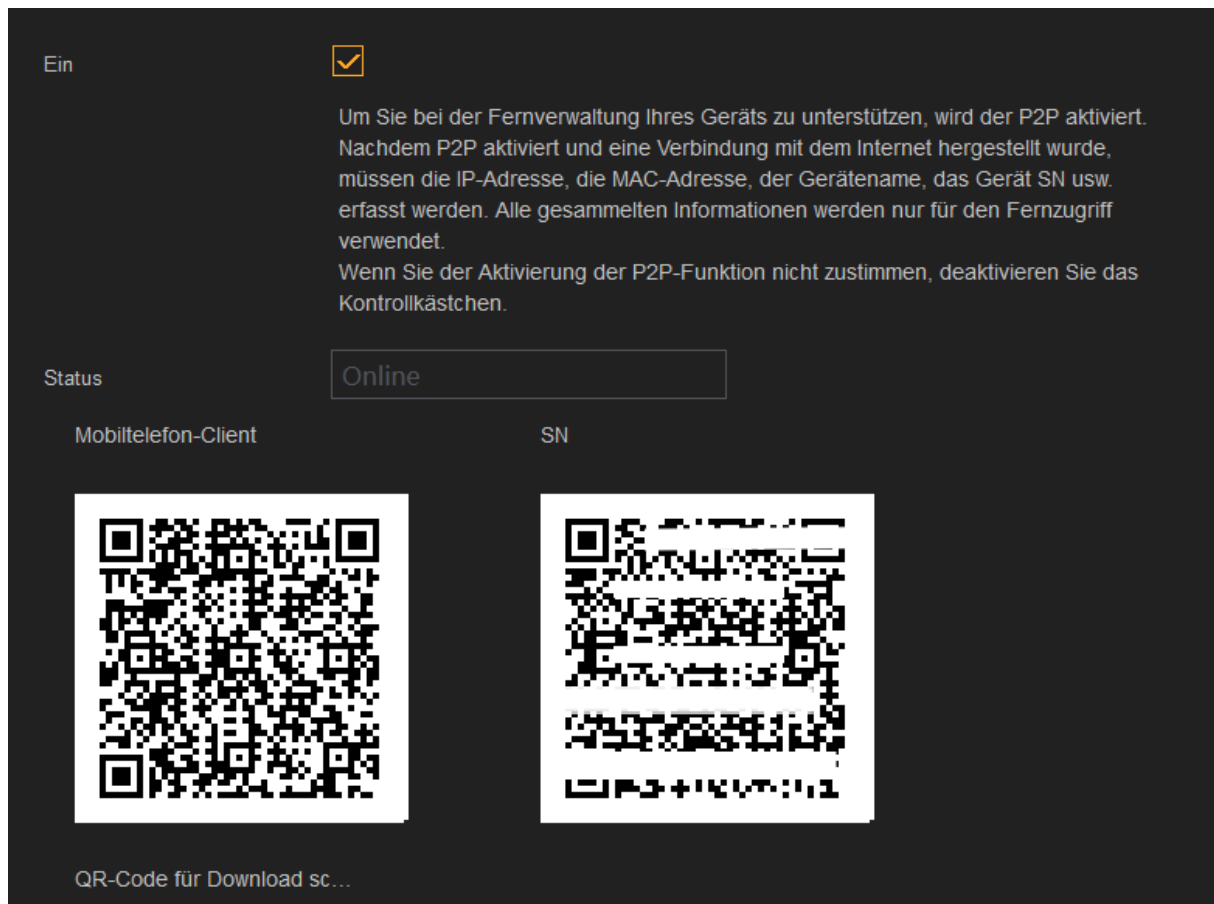 Ein
Um Sie bei der Fernverwaltung Ihres Geräts zu unterstützen, wird der P2P aktiviert.
Nachdem P2P aktiviert und eine Verbindung mit dem Internet hergestellt wurde,
müssen die IP-Adresse, die MAC-Adresse, der Gerätename, das Gerät SN usw.
erfasst werden. Alle gesammelten Informationen werden nur für den Fernzugriff
verwendet.
Wenn Sie der Aktivierung der P2P-Funktion nicht zustimmen, deaktivieren Sie das
Kontrollkästchen.
Status Online
Mobiltelefon-Client SN
QR-Code für Download sc...